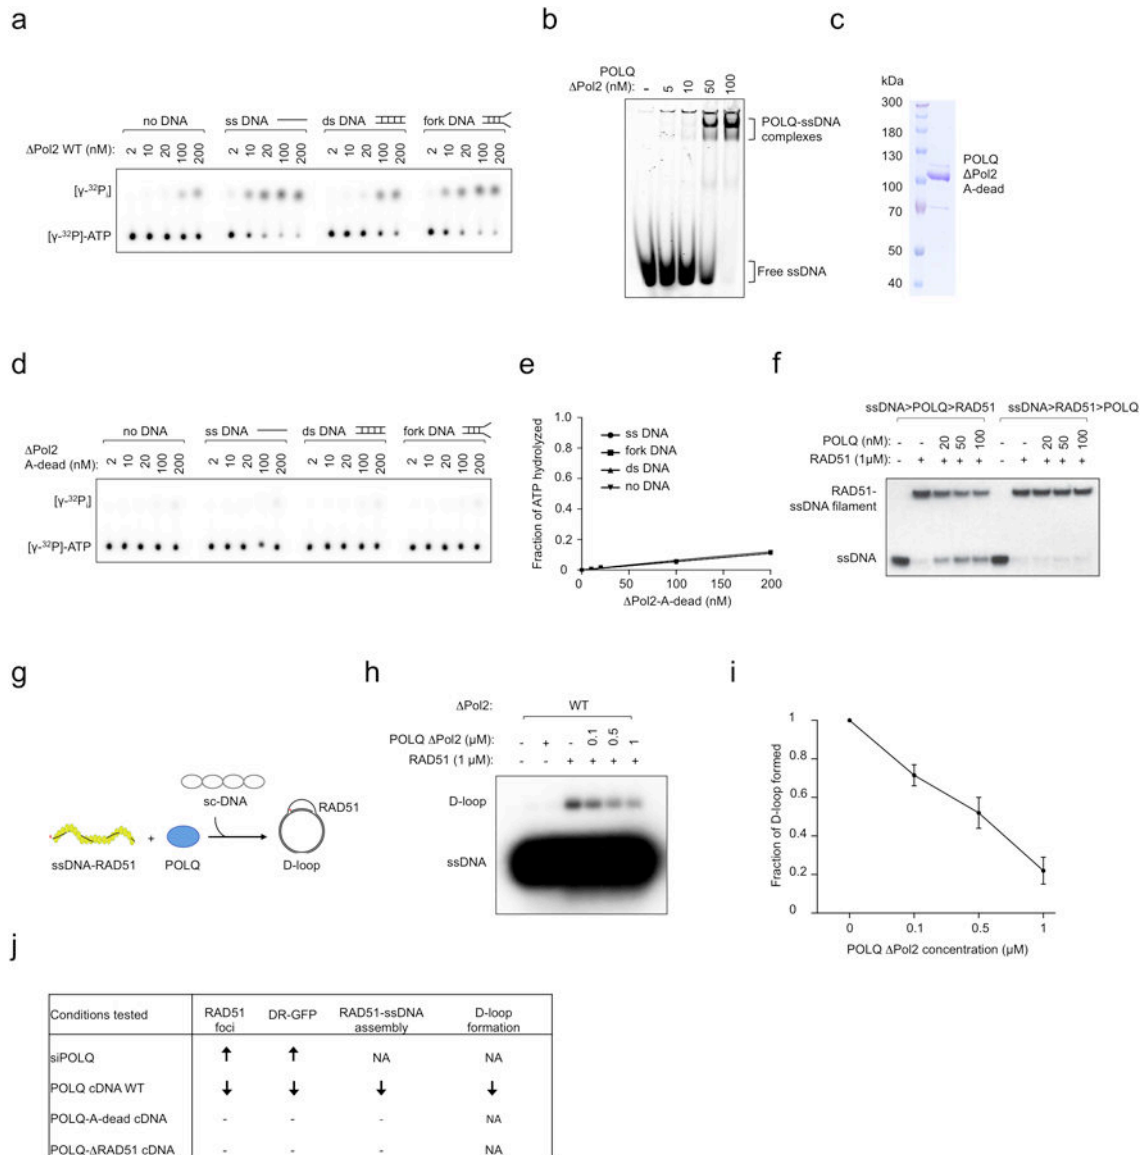 a
no DNA ss DNA ds DNA fork DNA
ΔPol2 WT (nM): 2 10 20 100 200 2 10 20 100 200 2 10 20 100 200 2 10 20 100 200
[γ-³²Pᵢ]
[γ-³²P]-ATP
b
POLQ
ΔPol2 (nM): - 5 10 50 100
POLQ-ssDNA
complexes
Free ssDNA
c
kDa
300
180
130
100
70
50
40
POLQ
ΔPol2
A-dead
d
no DNA ss DNA ds DNA fork DNA
ΔPol2
A-dead (nM): 2 10 20 100 200 2 10 20 100 200 2 10 20 100 200 2 10 20 100 200
[γ-³²Pᵢ]
[γ-³²P]-ATP
e
Fraction of ATP hydrolyzed
1.0
0.8
0.6
0.4
0.2
0
ss DNA
fork DNA
ds DNA
no DNA
0 50 100 150 200
ΔPol2-A-dead (nM)
f
ssDNA>POLQ>RAD51 ssDNA>RAD51>POLQ
POLQ (nM): - - 20 50 100 - - 20 50 100
RAD51 (1µM): - + + + + - + + + +
RAD51-
ssDNA filament
ssDNA
g
sc-DNA
RAD51
+
ssDNA-RAD51 POLQ D-loop
h
ΔPol2: WT
POLQ ΔPol2 (µM): - + - 0.1 0.5 1
RAD51 (1 µM): - - + + + +
D-loop
ssDNA
i
Fraction of D-loop formed
1
0.8
0.6
0.4
0.2
0
0 0.1 0.5 1
POLQ ΔPol2 concentration (µM)
j
Conditions tested RAD51 foci DR-GFP RAD51-ssDNA assembly D-loop formation
siPOLQ ↑ ↑ NA NA
POLQ cDNA WT ↓ ↓ ↓ ↓
POLQ-A-dead cDNA - - - NA
POLQ-ΔRAD51 cDNA - - - NA